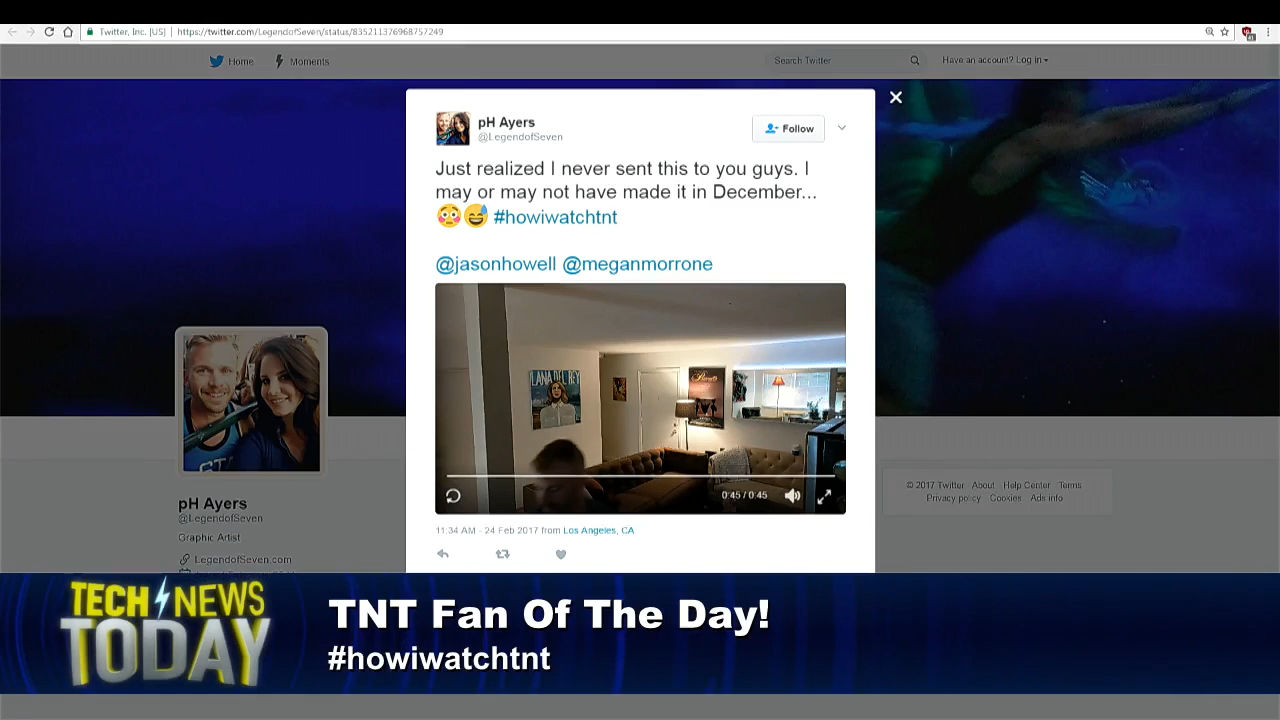 Twitter, Inc. [US]
https://twitter.com/LegendofSeven/status/835211376968757249
Home
Moments
Search Twitter
Have an account? Log in
pH Ayers
@LegendofSeven
Follow
Just realized I never sent this to you guys. I
may or may not have made it in December...
#howiwatchtnt
@jasonhowell @meganmorrone
LANA DEL REY
0:45 / 0:45
11:34 AM - 24 Feb 2017 from Los Angeles, CA
pH Ayers
@LegendofSeven
Graphic Artist
LegendofSeven.com
© 2017 Twitter About Help Center Terms
Privacy policy Cookies Ads info
TECH NEWS
TODAY
TNT Fan Of The Day!
#howiwatchtnt